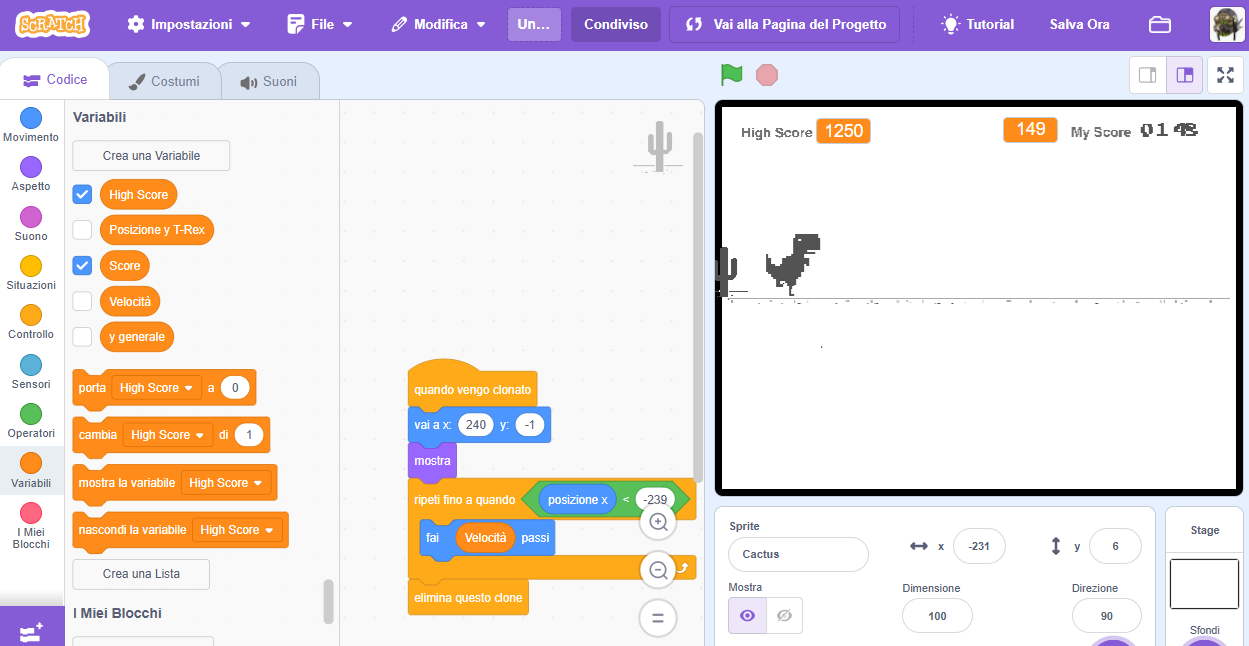 SCRATCH
Impostazioni
File
Modifica
Un...
Condiviso
Vai alla Pagina del Progetto
Tutorial
Salva Ora
Codice
Costumi
Suoni
Movimento
Aspetto
Suono
Situazioni
Controllo
Sensori
Operatori
Variabili
I Miei
Blocchi
Variabili
Crea una Variabile
High Score
Posizione y T-Rex
Score
Velocità
y generale
porta High Score a 0
cambia High Score di 1
mostra la variabile High Score
nascondi la variabile High Score
Crea una Lista
I Miei Blocchi
quando vengo clonato
vai a x: 240 y: -1
mostra
ripeti fino a quando posizione x < -239
fai Velocità passi
elimina questo clone
High Score 1250
149 My Score
Sprite
Cactus
x -231
y 6
Mostra
Dimensione
100
Direzione
90
Stage
Sfondi